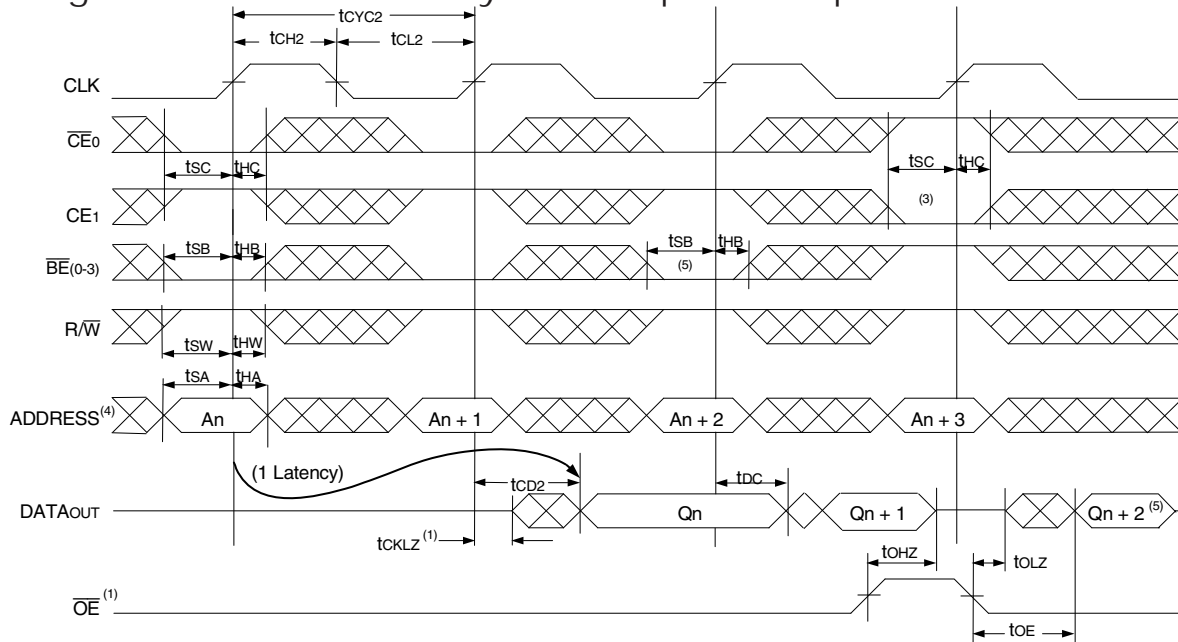 tCYC2
tCH2 tCL2
CLK
CE0
tSC tHC tSC tHC
(3)
CE1
tSB tHB tSB tHB
BE(0-3) (5)
R/W
tSW tHW
tSA tHA
ADDRESS(4) An An + 1 An + 2 An + 3
(1 Latency)
tCD2 tDC
DATAOUT Qn Qn + 1 Qn + 2 (5)
tCKLZ (1)
tOHZ tOLZ
OE (1)
tOE